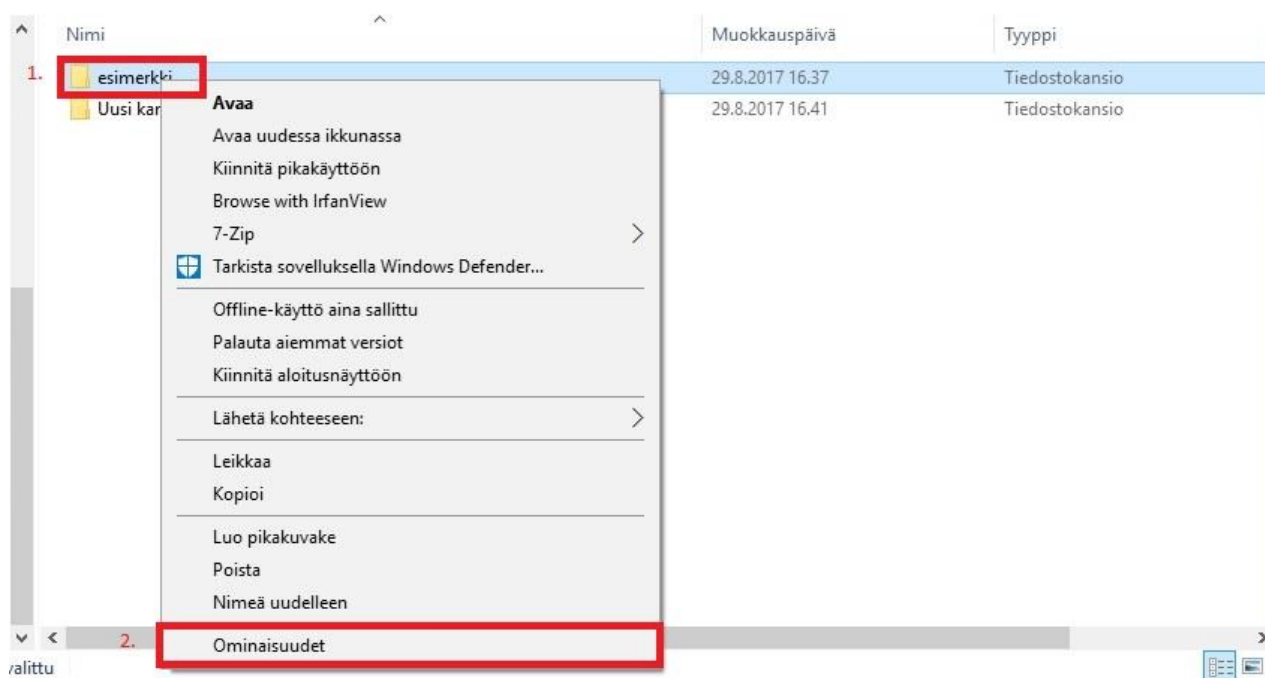 Nimi Muokkauspäivä Tyyppi
1. esimerkki 29.8.2017 16.37 Tiedostokansio
Uusi kan 29.8.2017 16.41 Tiedostokansio
Avaa
Avaa uudessa ikkunassa
Kiinnitä pikakäyttöön
Browse with IrfanView
7-Zip
Tarkista sovelluksella Windows Defender...
Offline-käyttö aina sallittu
Palauta aiemmat versiot
Kiinnitä aloitusnäyttöön
Lähetä kohteeseen:
Leikkaa
Kopioi
Luo pikakuvake
Poista
Nimeä uudelleen
2. Ominaisuudet
valittu